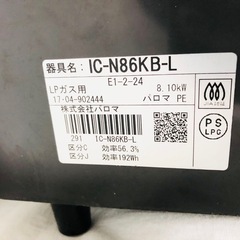 器具名：IC-N86KB-L
E1-2-24
LPガス用 8.10kW
17-04-902444 パロマ PE
株式会社パロマ
291 IC-N86KB-L
区分C 効率56.3%
区分J 効率192Wh
PS
LPG